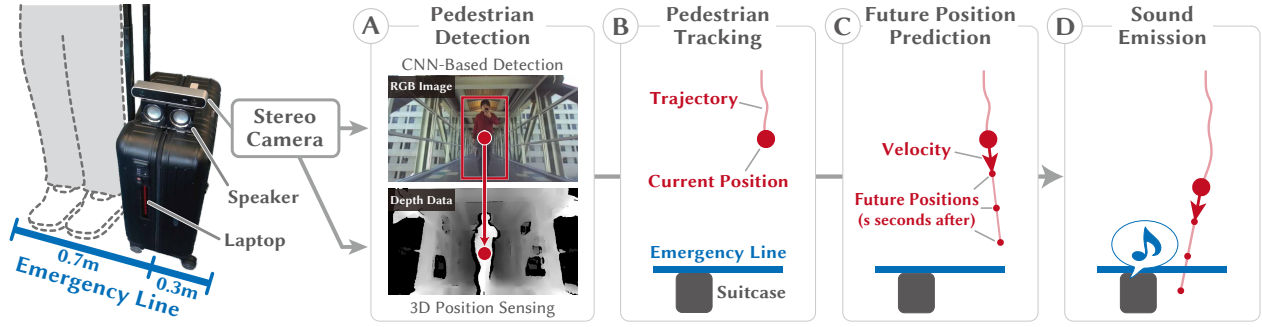 Stereo
Camera
Speaker
Laptop
0.7m
0.3m
Emergency Line
A
Pedestrian
Detection
CNN-Based Detection
RGB Image
Depth Data
3D Position Sensing
B
Pedestrian
Tracking
Trajectory
Current Position
Emergency Line
Suitcase
C
Future Position
Prediction
Velocity
Future Positions
(s seconds after)
D
Sound
Emission